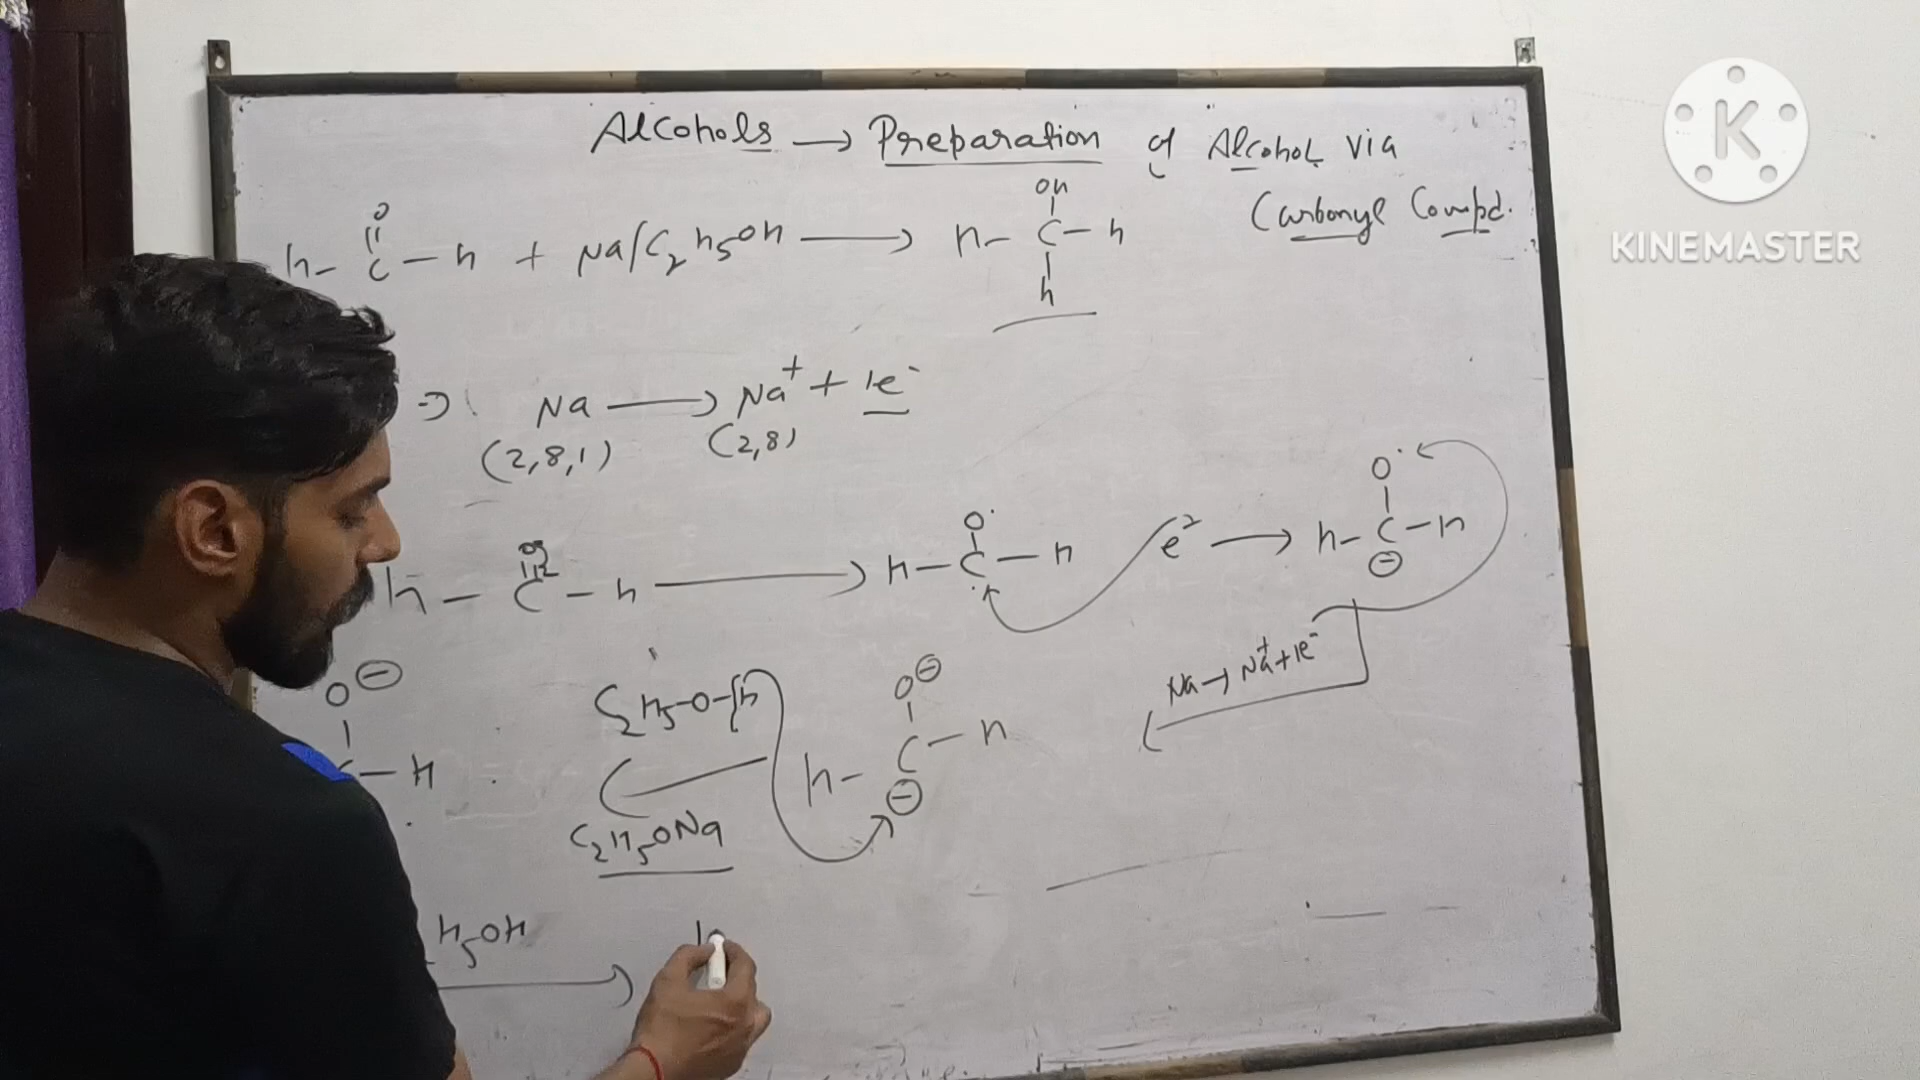 Alcohols → Preparation of Alcohol via
Carbonyl Compd.
O
||
h - C - h + Na/C2h5oh → h - C - h
oh
h
→ Na → Na+ + 1e-
(2,8,1) (2,8)
O
h - C - h → h - C - h e- → h - C - h
O·
O·
⊖
Na → Na+ + 1e-
O⊖
C - H
C2H5-O-h
O⊖
h - C - h
⊖
C2H5ONa
H5OH →
K
KINEMASTER